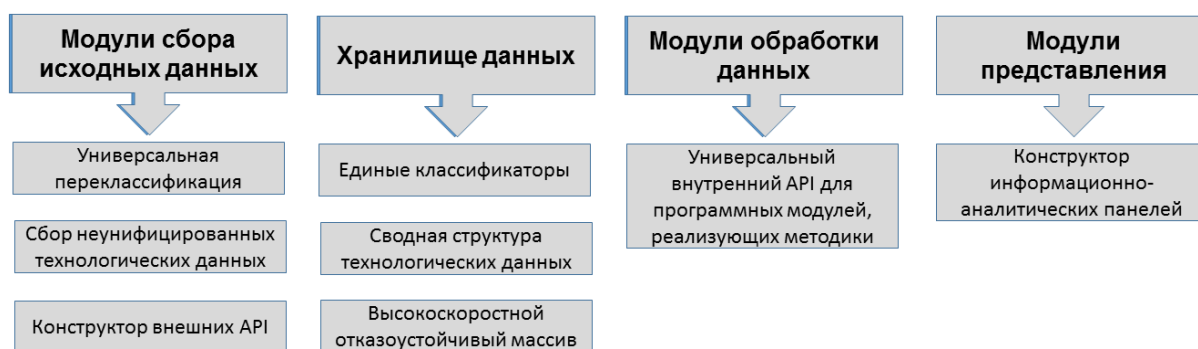 Модули сбора
исходных данных
Универсальная
переклассификация
Сбор неунифицированных
технологических данных
Конструктор внешних API
Хранилище данных
Единые классификаторы
Сводная структура
технологических данных
Высокоскоростной
отказоустойчивый массив
Модули обработки
данных
Универсальный
внутренний API для
программных модулей,
реализующих методики
Модули
представления
Конструктор
информационно-
аналитических панелей